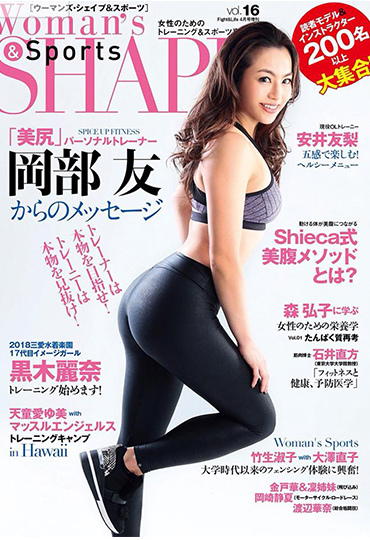 [ウーマンズ・シェイプ&スポーツ]
Woman's
&Sports
SHAP
女性のための
トレーニング&スポーツ
vol.16
Fight&Life 4月号増刊
読者モデル&
インストラクター
200名
以上
大集合
「美尻」パーソナルトレーナー
SPICE UP FITNESS
岡部 友
からのメッセージ
トレーナーは
本物を目指せ!
トレーニーは
本物を見抜け!
2018三愛水着楽園
17代目イメージガール
黒木麗奈
トレーニング始めます!
天童愛ゆ美 with
マッスルエンジェルス
トレーニングキャンプ
in Hawaii
現役OLトレーニー
安井友梨
五感で楽しむ!
ヘルシーメニュー
動ける体が美腹につながる
Shieca式
美腹メソッド
とは?
森 弘子に学ぶ
女性のための栄養学
Vol.01 たんぱく質再考
筋肉博士 石井直方
(東京大学大学院教授)
「フィットネスと
健康、予防医学」
Woman's Sports
竹生淑子 with 大澤直子
大学時代以来のフェンシング体験に興奮!
金戸華&凜姉妹(飛び込み)
岡崎静夏(モーターサイクル・ロードレース)
渡辺華奈(総合格闘技)